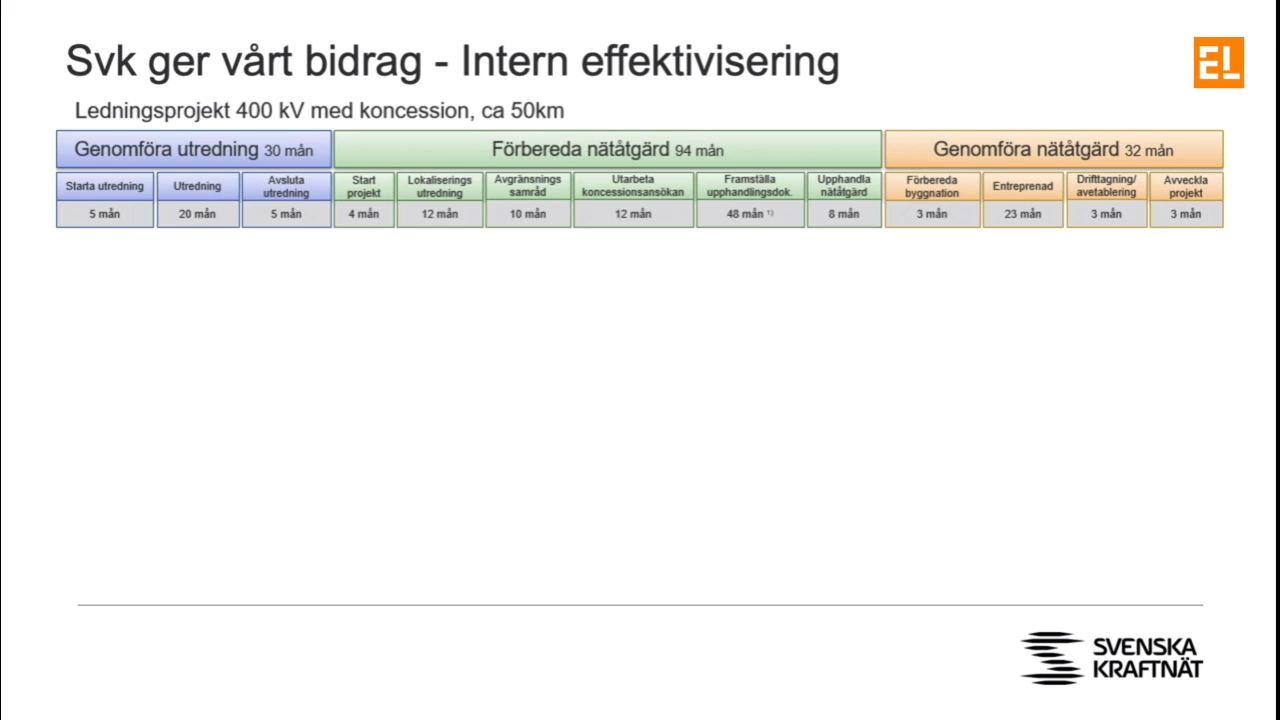 Svk ger vårt bidrag - Intern effektivisering
EL
Ledningsprojekt 400 kV med koncession, ca 50km
Genomföra utredning 30 mån
Förbereda nätåtgärd 94 mån
Genomföra nätåtgärd 32 mån
Starta utredning
Utredning
Avsluta
utredning
Start
projekt
Lokaliserings
utredning
Avgränsnings
samråd
Utarbeta
koncessionsansökan
Framställa
upphandlingsdok.
Upphandla
nätåtgärd
Förbereda
byggnation
Entreprenad
Drifttagning/
avetablering
Avveckla
projekt
5 mån
20 mån
5 mån
4 mån
12 mån
10 mån
12 mån
48 mån ¹⁾
8 mån
3 mån
23 mån
3 mån
3 mån
SVENSKA
KRAFTNÄT